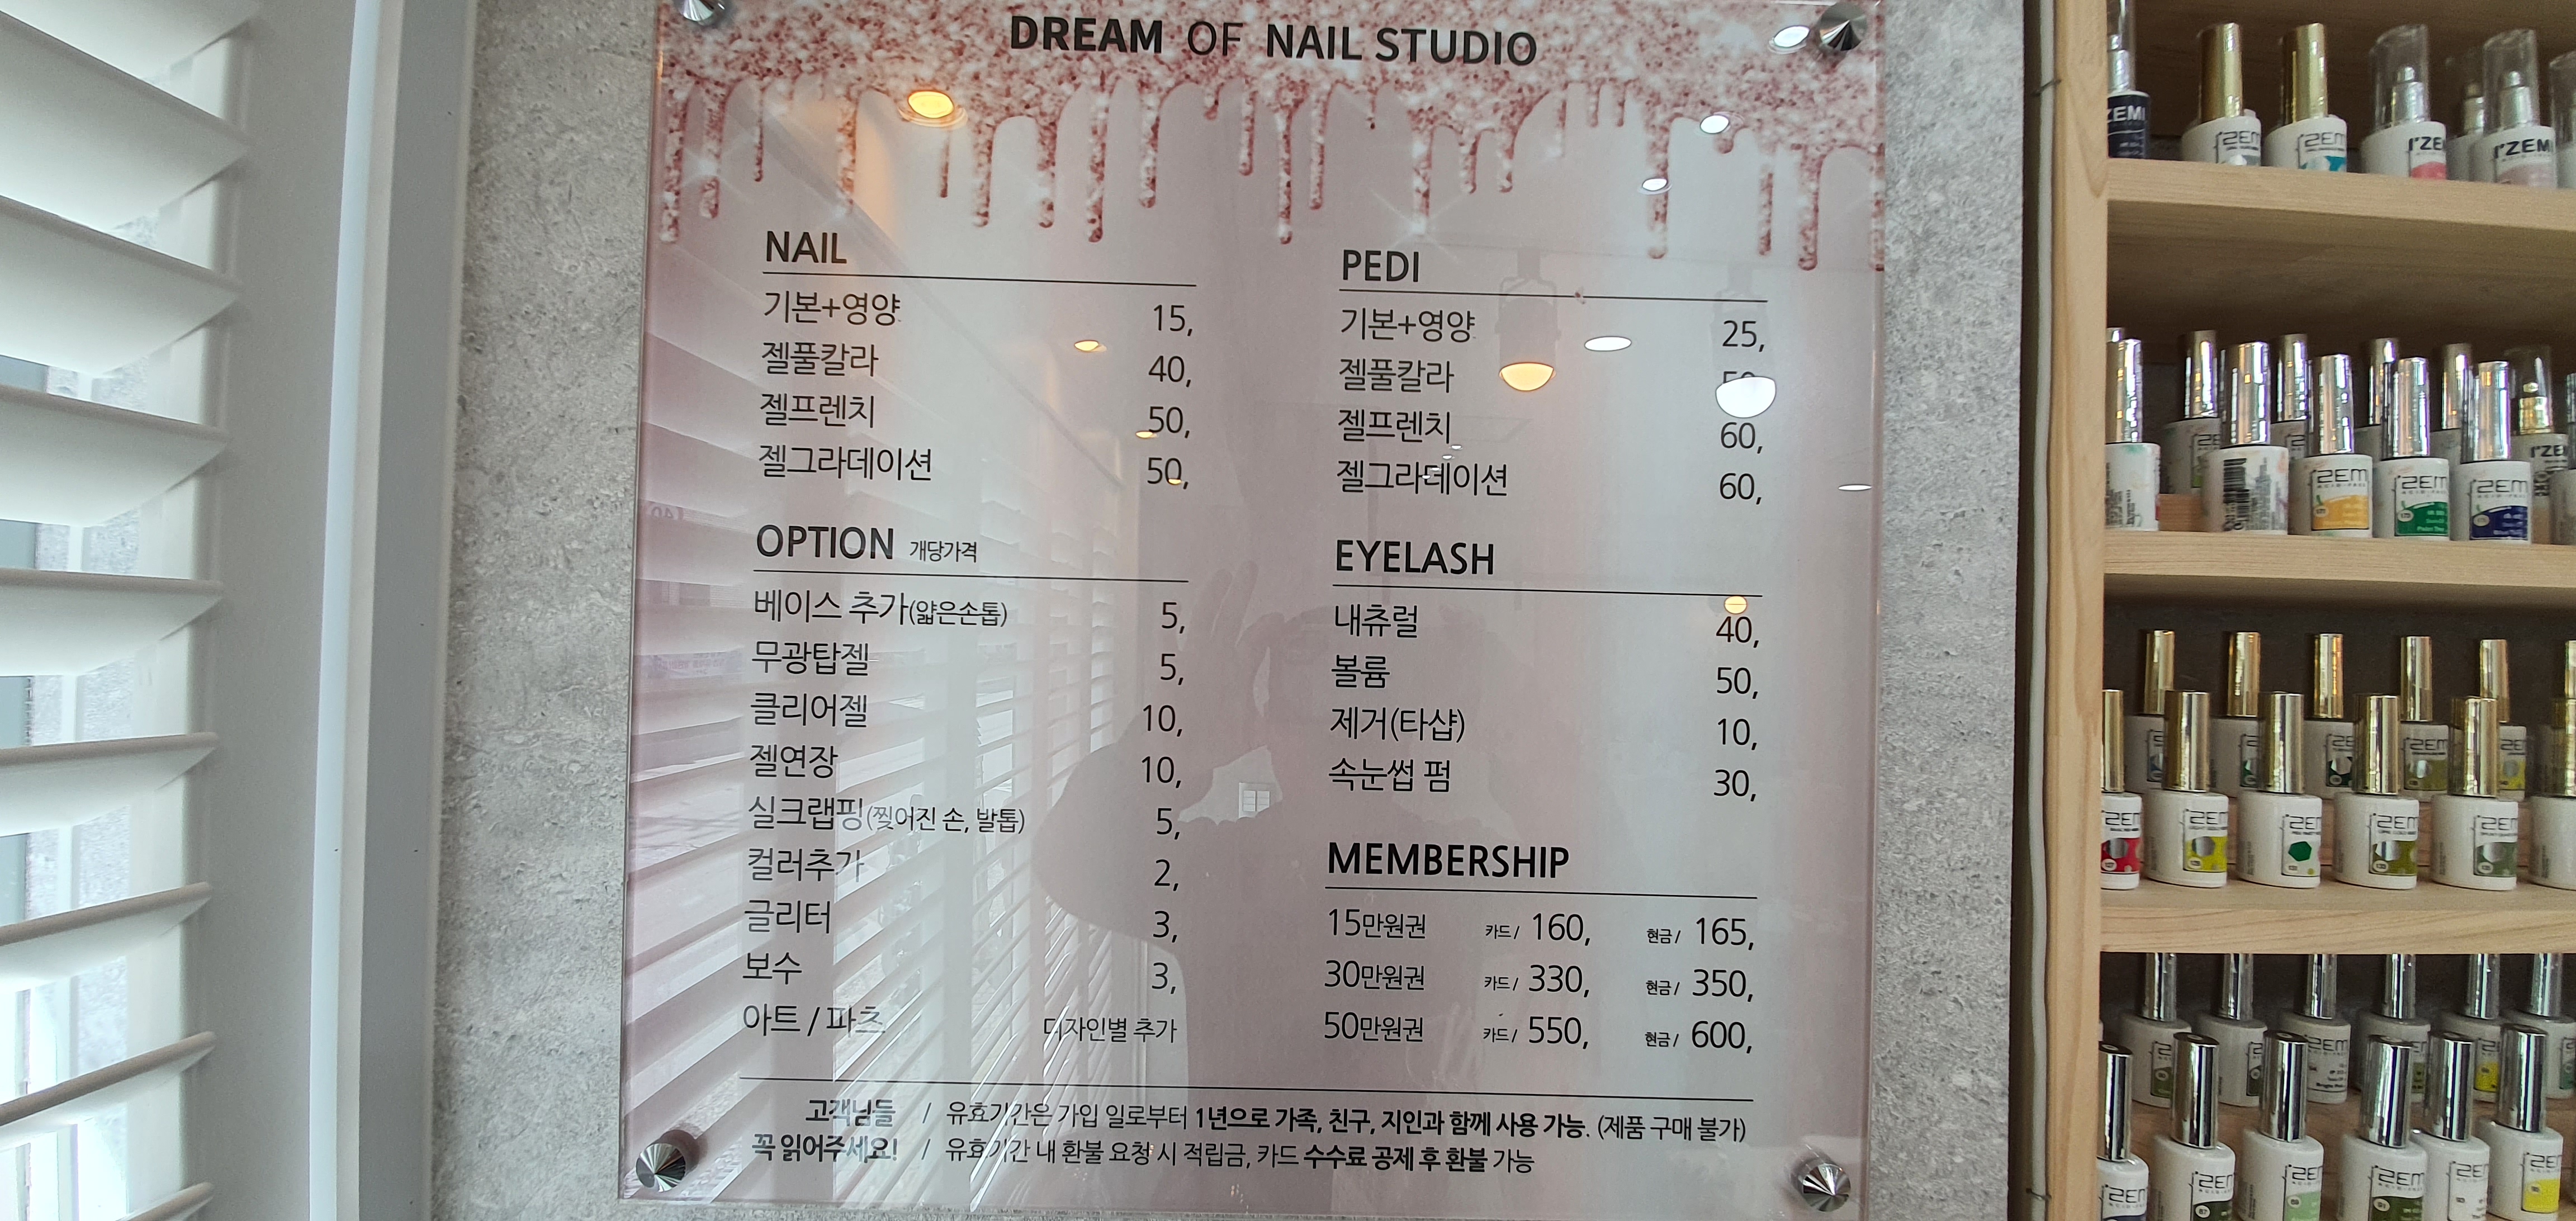 DREAM OF NAIL STUDIO
NAIL
기본+영양 15,
젤풀칼라 40,
젤프렌치 50,
젤그라데이션 50,
OPTION 개당가격
베이스 추가(얇은손톱) 5,
무광탑젤 5,
클리어젤 10,
젤연장 10,
실크랩핑(찢어진 손, 발톱) 5,
컬러추가 2,
글리터 3,
보수 3,
아트 / 파츠 디자인별 추가
PEDI
기본+영양 25,
젤풀칼라
젤프렌치 60,
젤그라데이션 60,
EYELASH
내츄럴 40,
볼륨 50,
제거(타샵) 10,
속눈썹 펌 30,
MEMBERSHIP
15만원권 카드/ 160, 현금/ 165,
30만원권 카드/ 330, 현금/ 350,
50만원권 카드/ 550, 현금/ 600,
고객님들 / 유효기간은 가입 일로부터 1년으로 가족, 친구, 지인과 함께 사용 가능. (제품 구매 불가)
꼭 읽어주세요! / 유효기간 내 환불 요청 시 적립금, 카드 수수료 공제 후 환불 가능
I'ZEMI